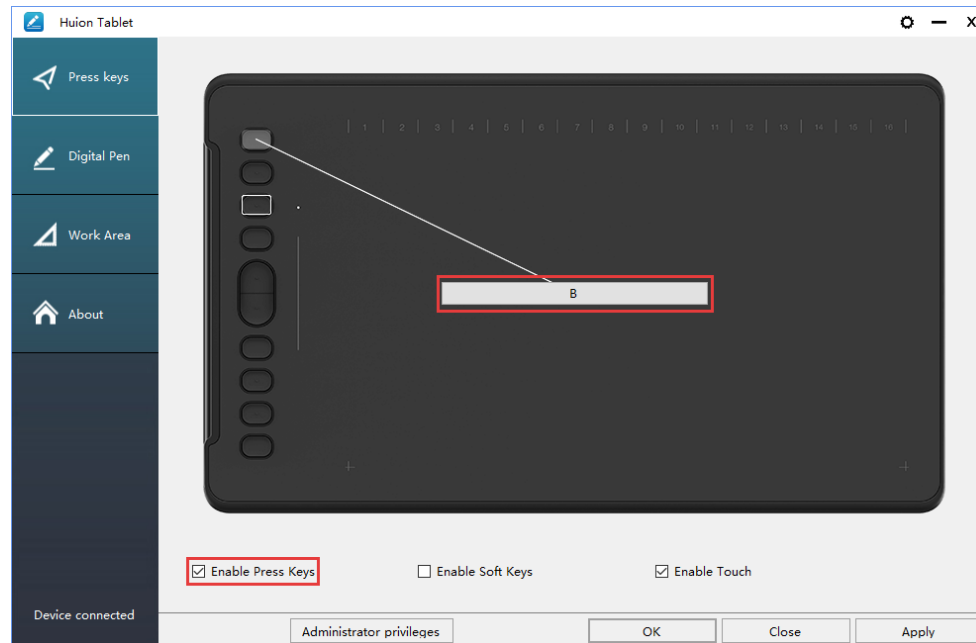 Huion Tablet
Press keys
Digital Pen
Work Area
About
Device connected
1 2 3 4 5 6 7 8 9 10 11 12 13 14 15 16
B
Enable Press Keys
Enable Soft Keys
Enable Touch
Administrator privileges
OK
Close
Apply